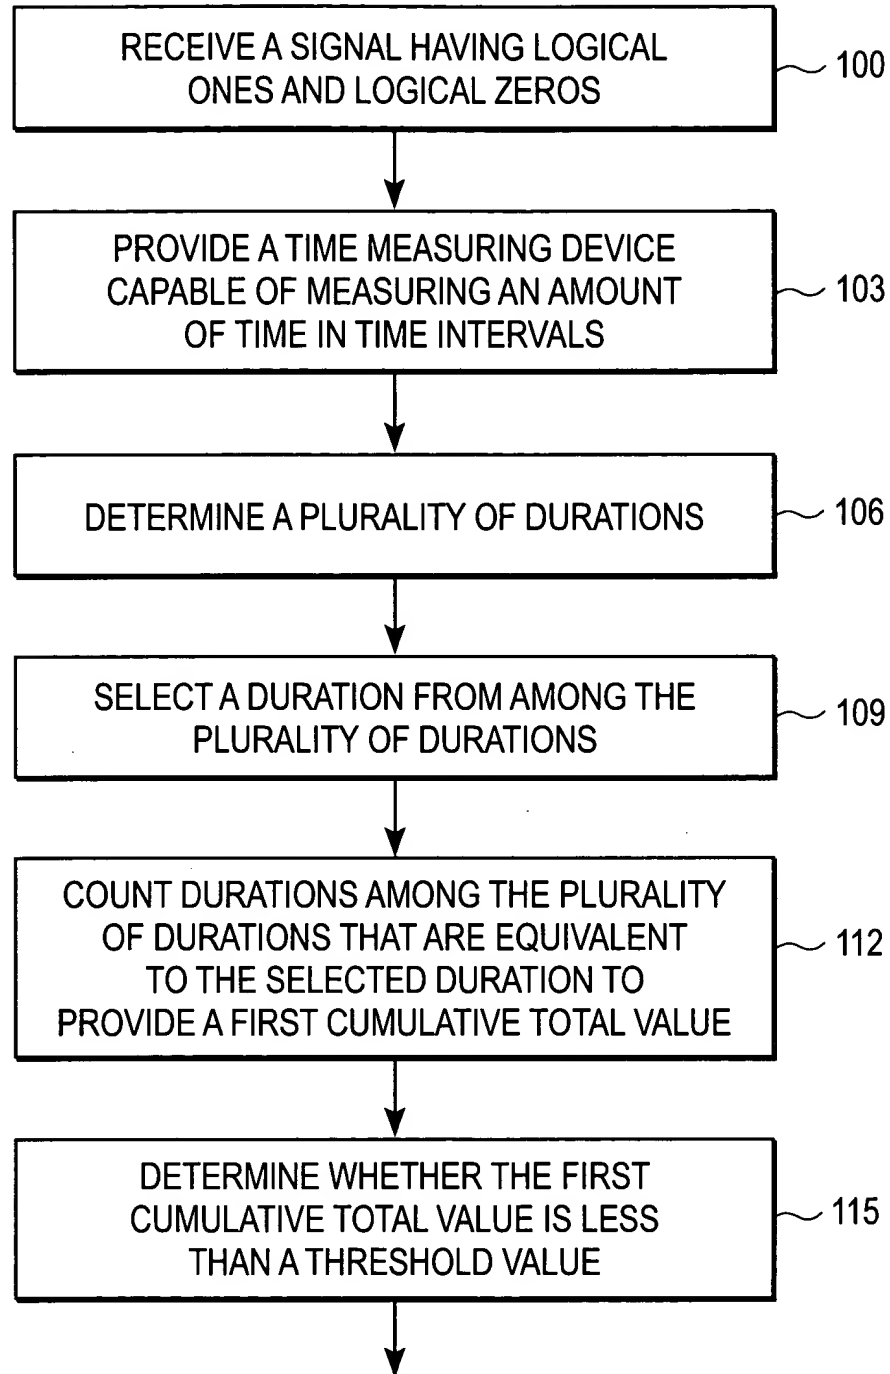 RECEIVE A SIGNAL HAVING LOGICAL
ONES AND LOGICAL ZEROS
100
PROVIDE A TIME MEASURING DEVICE
CAPABLE OF MEASURING AN AMOUNT
OF TIME IN TIME INTERVALS
103
DETERMINE A PLURALITY OF DURATIONS
106
SELECT A DURATION FROM AMONG THE
PLURALITY OF DURATIONS
109
COUNT DURATIONS AMONG THE PLURALITY
OF DURATIONS THAT ARE EQUIVALENT
TO THE SELECTED DURATION TO
PROVIDE A FIRST CUMULATIVE TOTAL VALUE
112
DETERMINE WHETHER THE FIRST
CUMULATIVE TOTAL VALUE IS LESS
THAN A THRESHOLD VALUE
115